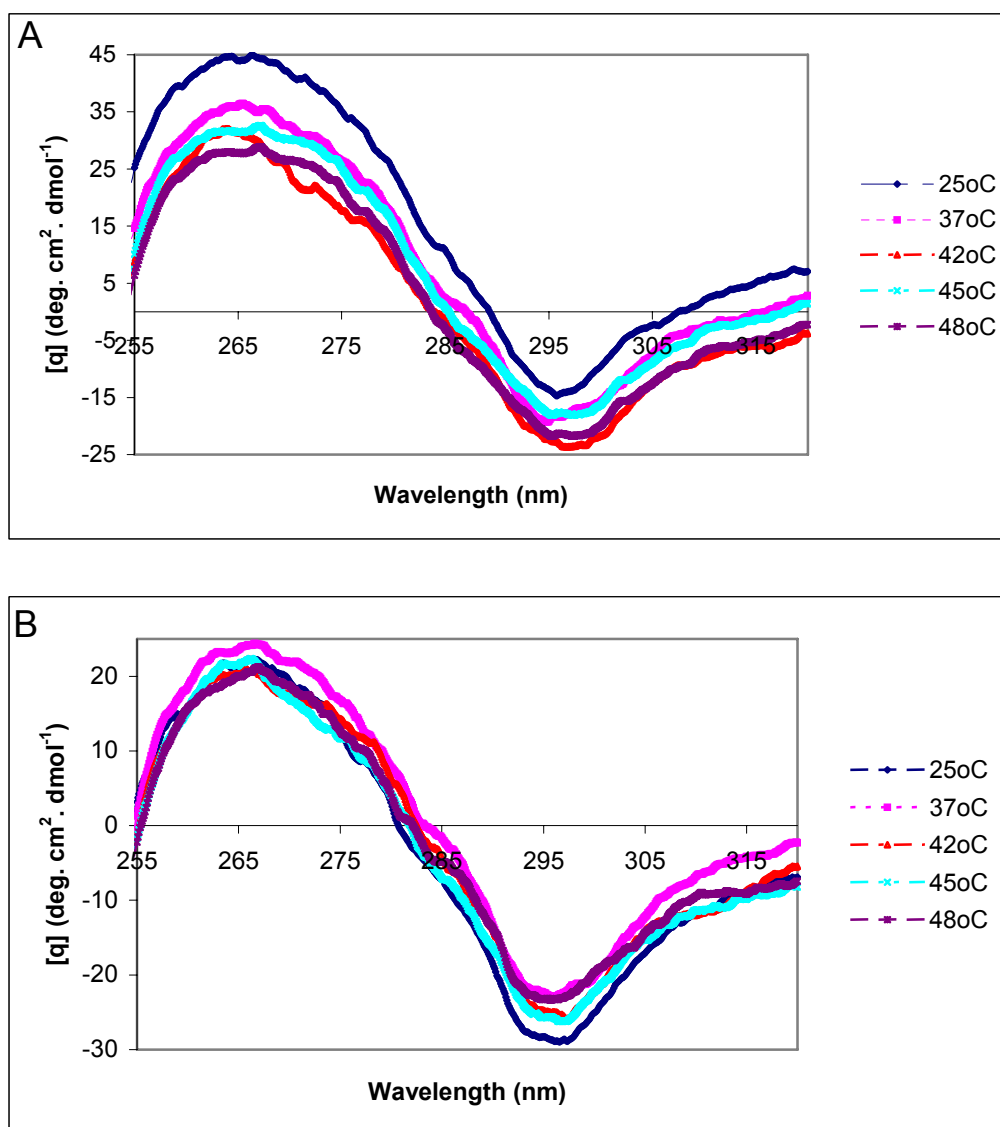 A
45
35
25
15
5
-5
-15
-25
255 265 275 285 295 305 315
[q] (deg. cm2. dmol-1)
Wavelength (nm)
25oC
37oC
42oC
45oC
48oC
B
20
10
0
-10
-20
-30
255 265 275 285 295 305 315
[q] (deg. cm2. dmol-1)
Wavelength (nm)
25oC
37oC
42oC
45oC
48oC